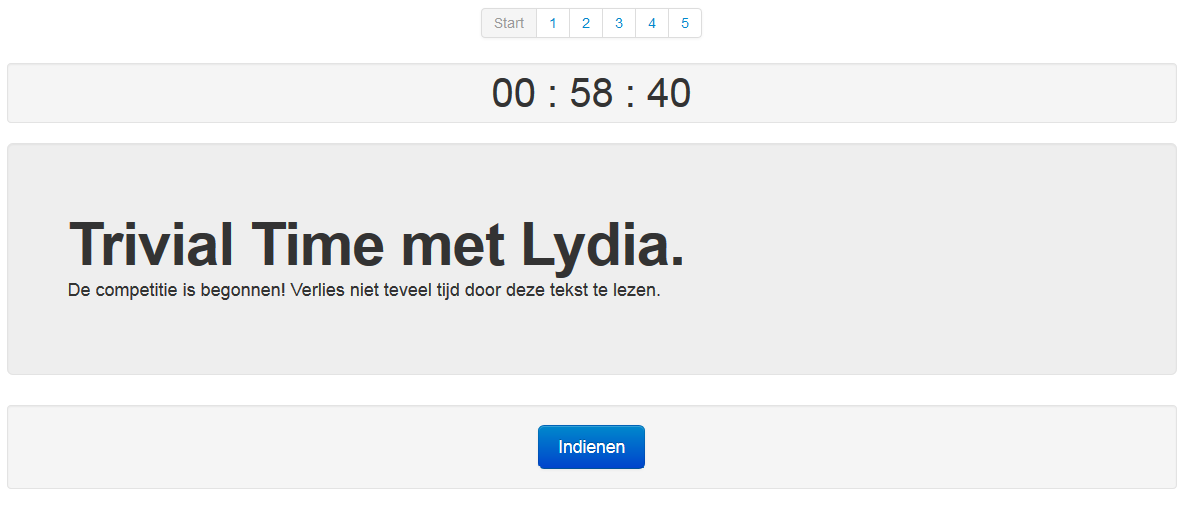 Start 1 2 3 4 5
00 : 58 : 40
Trivial Time met Lydia.
De competitie is begonnen! Verlies niet teveel tijd door deze tekst te lezen.
Indienen